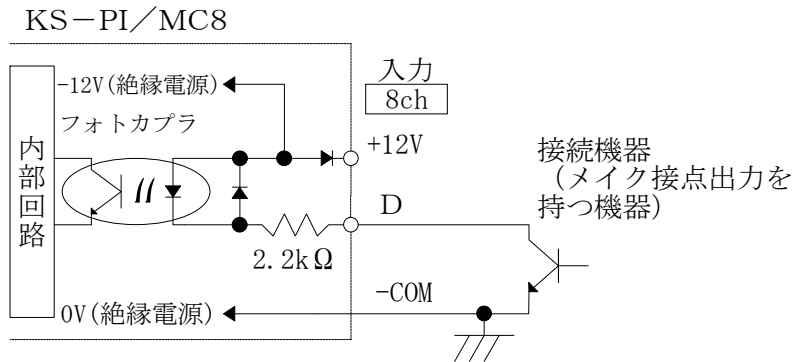 KS－PI／MC8
-12V(絶縁電源)
入力
8ch
フォトカプラ
+12V
内部回路
接続機器
（メイク接点出力を
持つ機器）
D
2.2kΩ
-COM
0V(絶縁電源)